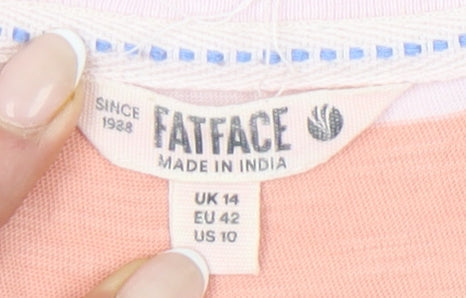 SINCE
1988
FATFACE
MADE IN INDIA
UK 14
EU 42
US 10